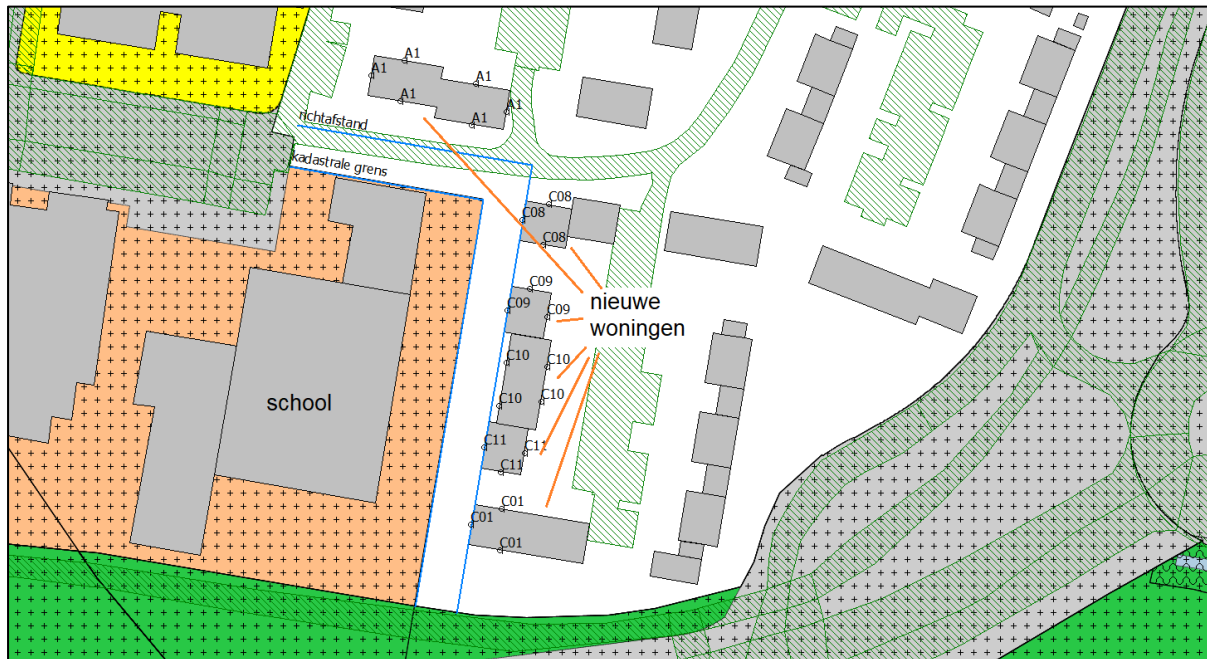 A1
A1
A1
A1
A1
A1
richtafstand
kadastrale grens
C08
C08
C08
C09
C09
C09
nieuwe
woningen
C10
C10
C10
C10
school
C11
C11
C11
C01
C01
C01